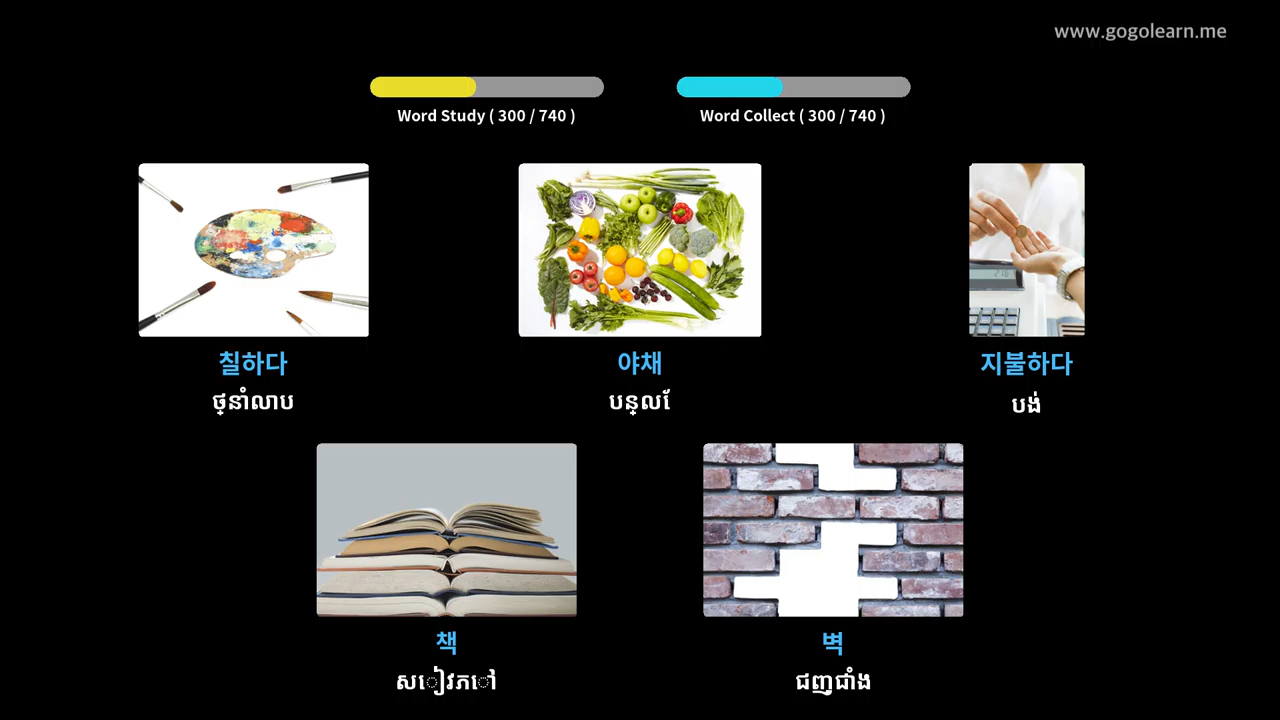 www.gogolearn.me
Word Study ( 300 / 740 )
Word Collect ( 300 / 740 )
칠하다
ថ្នាំលាប
야채
បន្លែ
지불하다
បង់
책
សៀវភៅ
벽
ជញ្ជាំង